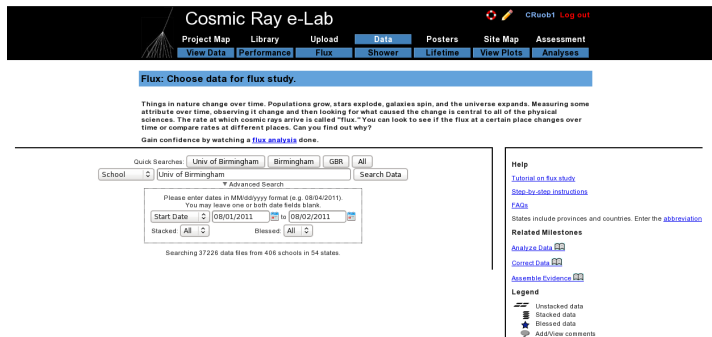 Cosmic Ray e-Lab
CRuob1 Log out
Project Map Library Upload Data Posters Site Map Assessment
View Data Performance Flux Shower Lifetime View Plots Analyses
Flux: Choose data for flux study.
Things in nature change over time. Populations grow, stars explode, galaxies spin, and the universe expands. Measuring some
attribute over time, observing it change and then looking for what caused the change is central to all of the physical
sciences. The rate at which cosmic rays arrive is called "flux." You can look to see if the flux at a certain place changes over
time or compare rates at different places. Can you find out why?
Gain confidence by watching a flux analysis done.
Quick Searches: Univ of Birmingham Birmingham GBR All
School Univ of Birmingham Search Data
▼ Advanced Search
Please enter dates in MM/dd/yyyy format (e.g. 08/04/2011).
You may leave one or both date fields blank.
Start Date 08/01/2011 to 08/02/2011
Stacked: All Blessed: All
Searching 37226 data files from 406 schools in 54 states.
Help
Tutorial on flux study
Step-by-step instructions
FAQs
States include provinces and countries. Enter the abbreviation
Related Milestones
Analyze Data
Correct Data
Assemble Evidence
Legend
Unstacked data
Stacked data
Blessed data
Add/View comments